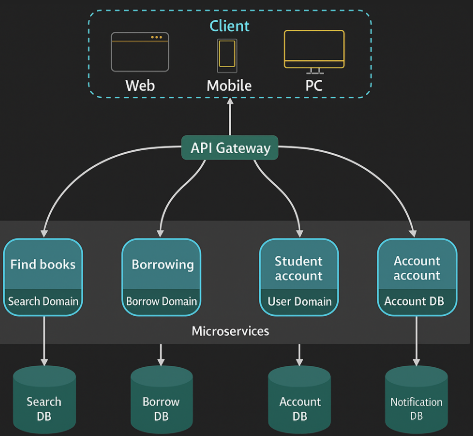 Client
Web
Mobile
PC
API Gateway
Find books
Search Domain
Borrowing
Borrow Domain
Student
account
User Domain
Account
account
Account DB
Microservices
Search
DB
Borrow
DB
Account
DB
Notification
DB